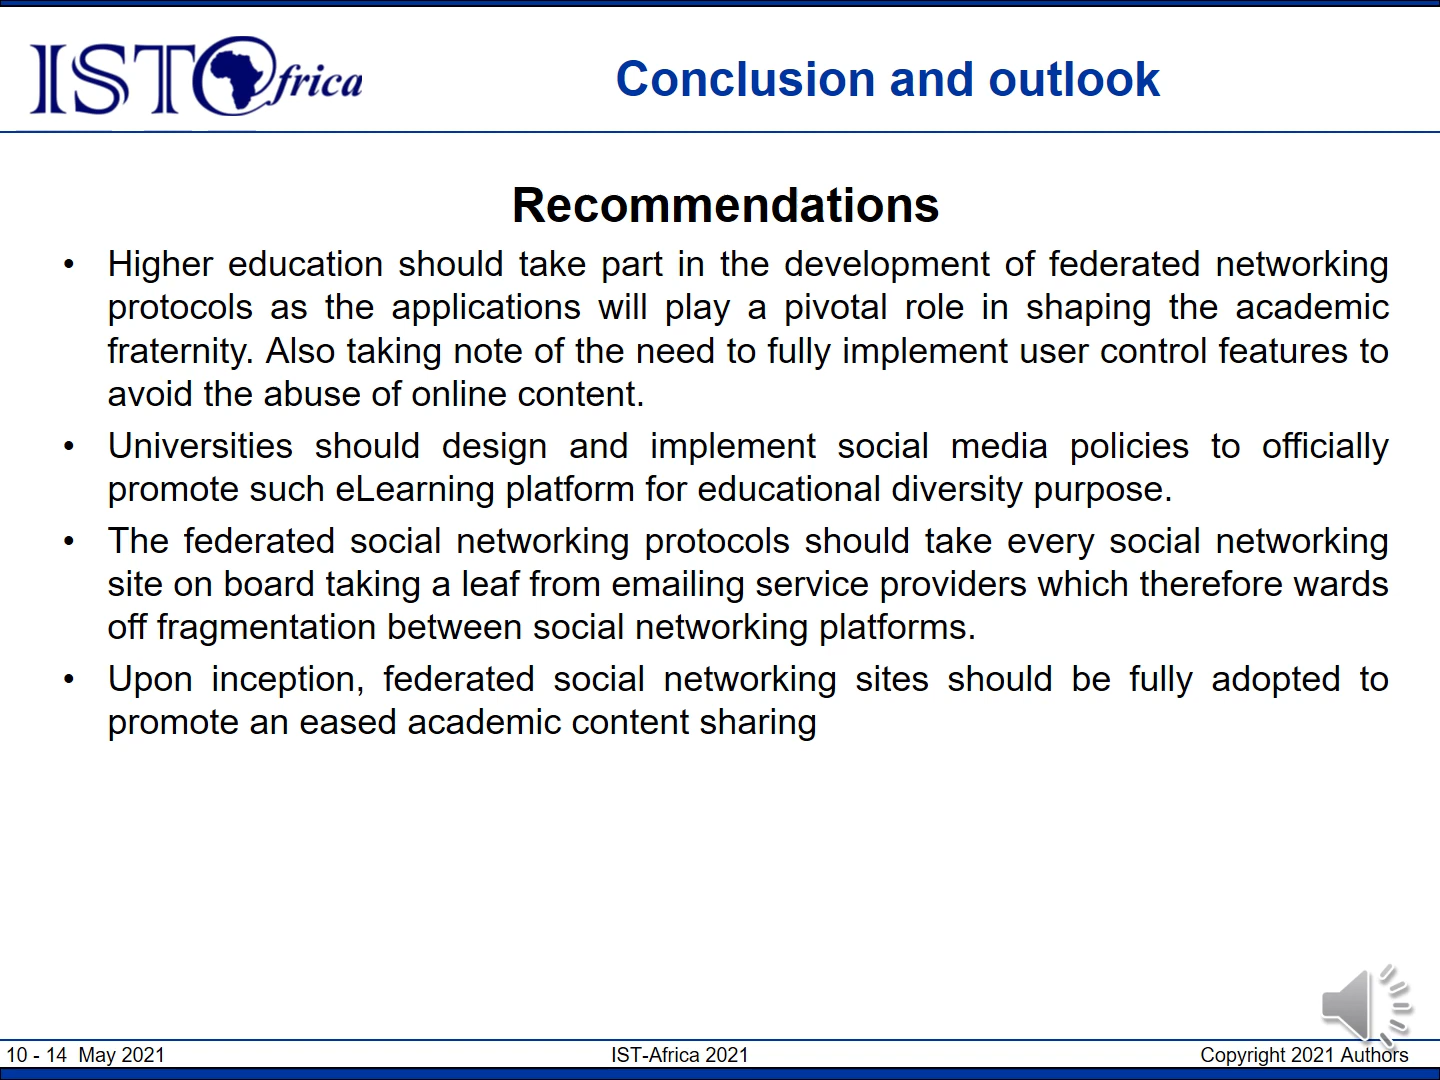 IST@frica
Conclusion and outlook
Recommendations
• Higher education should take part in the development of federated networking
protocols as the applications will play a pivotal role in shaping the academic
fraternity. Also taking note of the need to fully implement user control features to
avoid the abuse of online content.
• Universities should design and implement social media policies to officially
promote such eLearning platform for educational diversity purpose.
• The federated social networking protocols should take every social networking
site on board taking a leaf from emailing service providers which therefore wards
off fragmentation between social networking platforms.
• Upon inception, federated social networking sites should be fully adopted to
promote an eased academic content sharing
10 - 14 May 2021
IST-Africa 2021
Copyright 2021 Authors